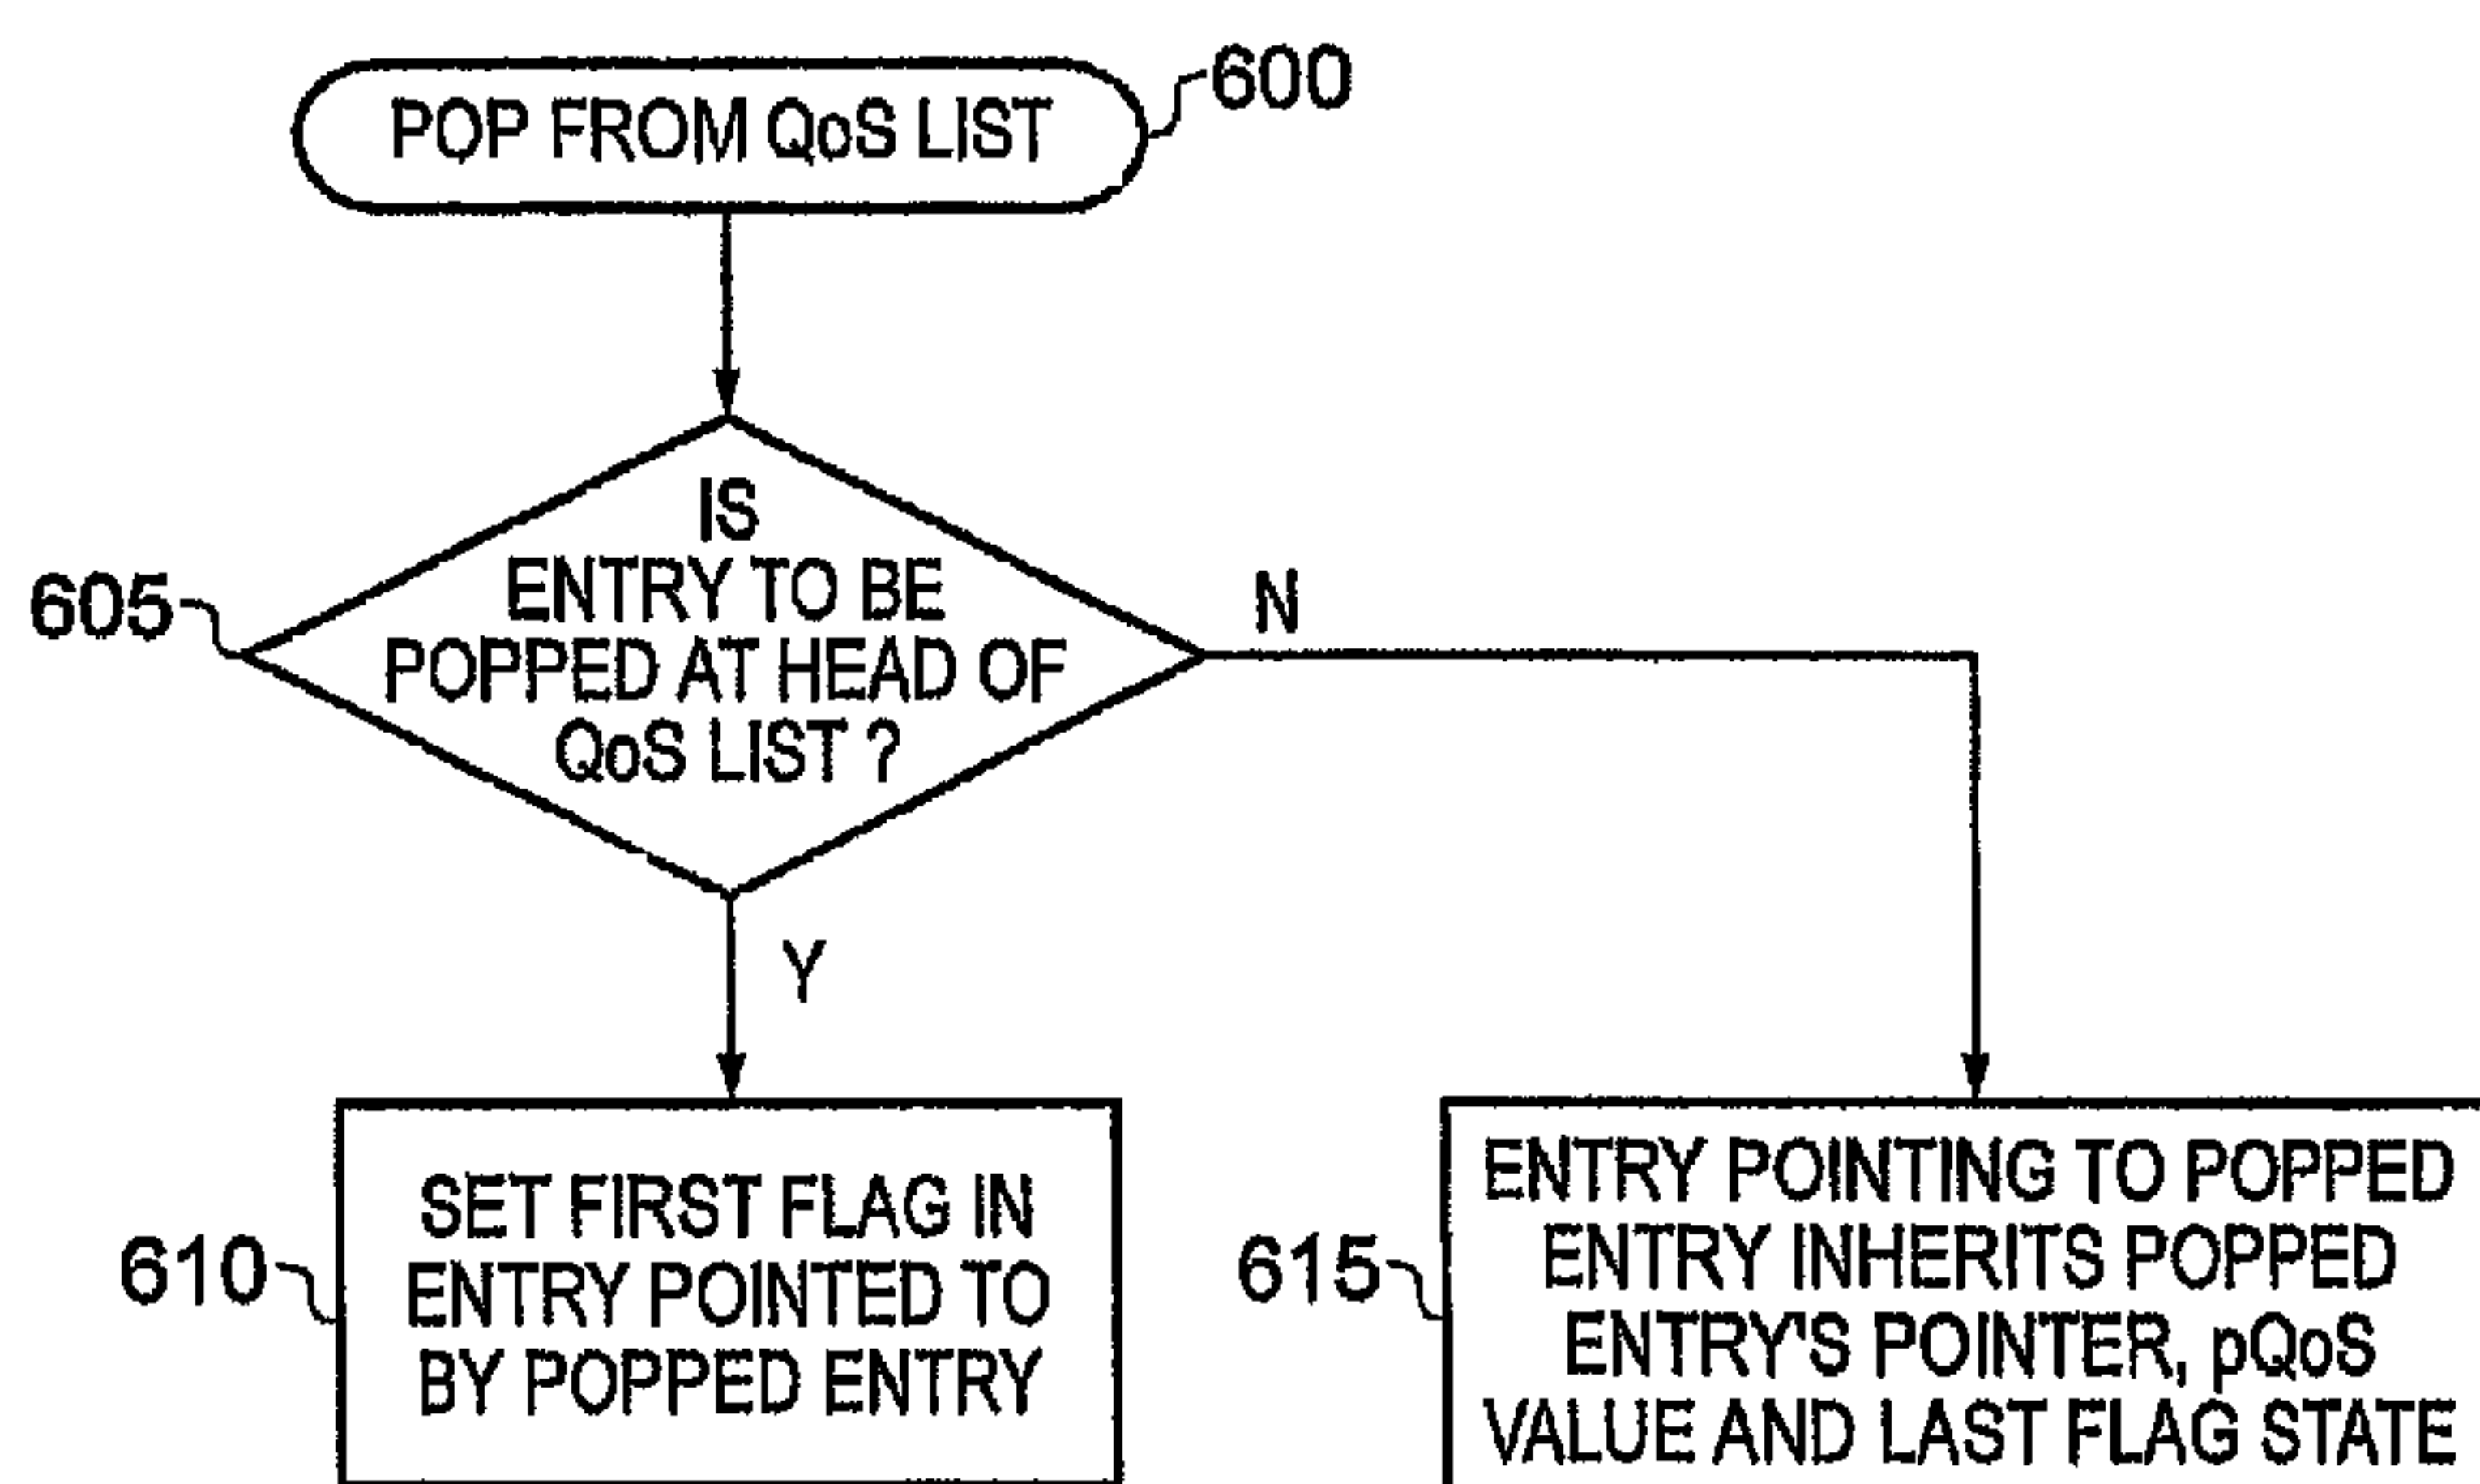 POP FROM QoS LIST
600
IS
ENTRY TO BE
POPPED AT HEAD OF
QoS LIST ?
605
N
Y
SET FIRST FLAG IN
ENTRY POINTED TO
BY POPPED ENTRY
610
ENTRY POINTING TO POPPED
ENTRY INHERITS POPPED
ENTRY'S POINTER, pQoS
VALUE AND LAST FLAG STATE
615